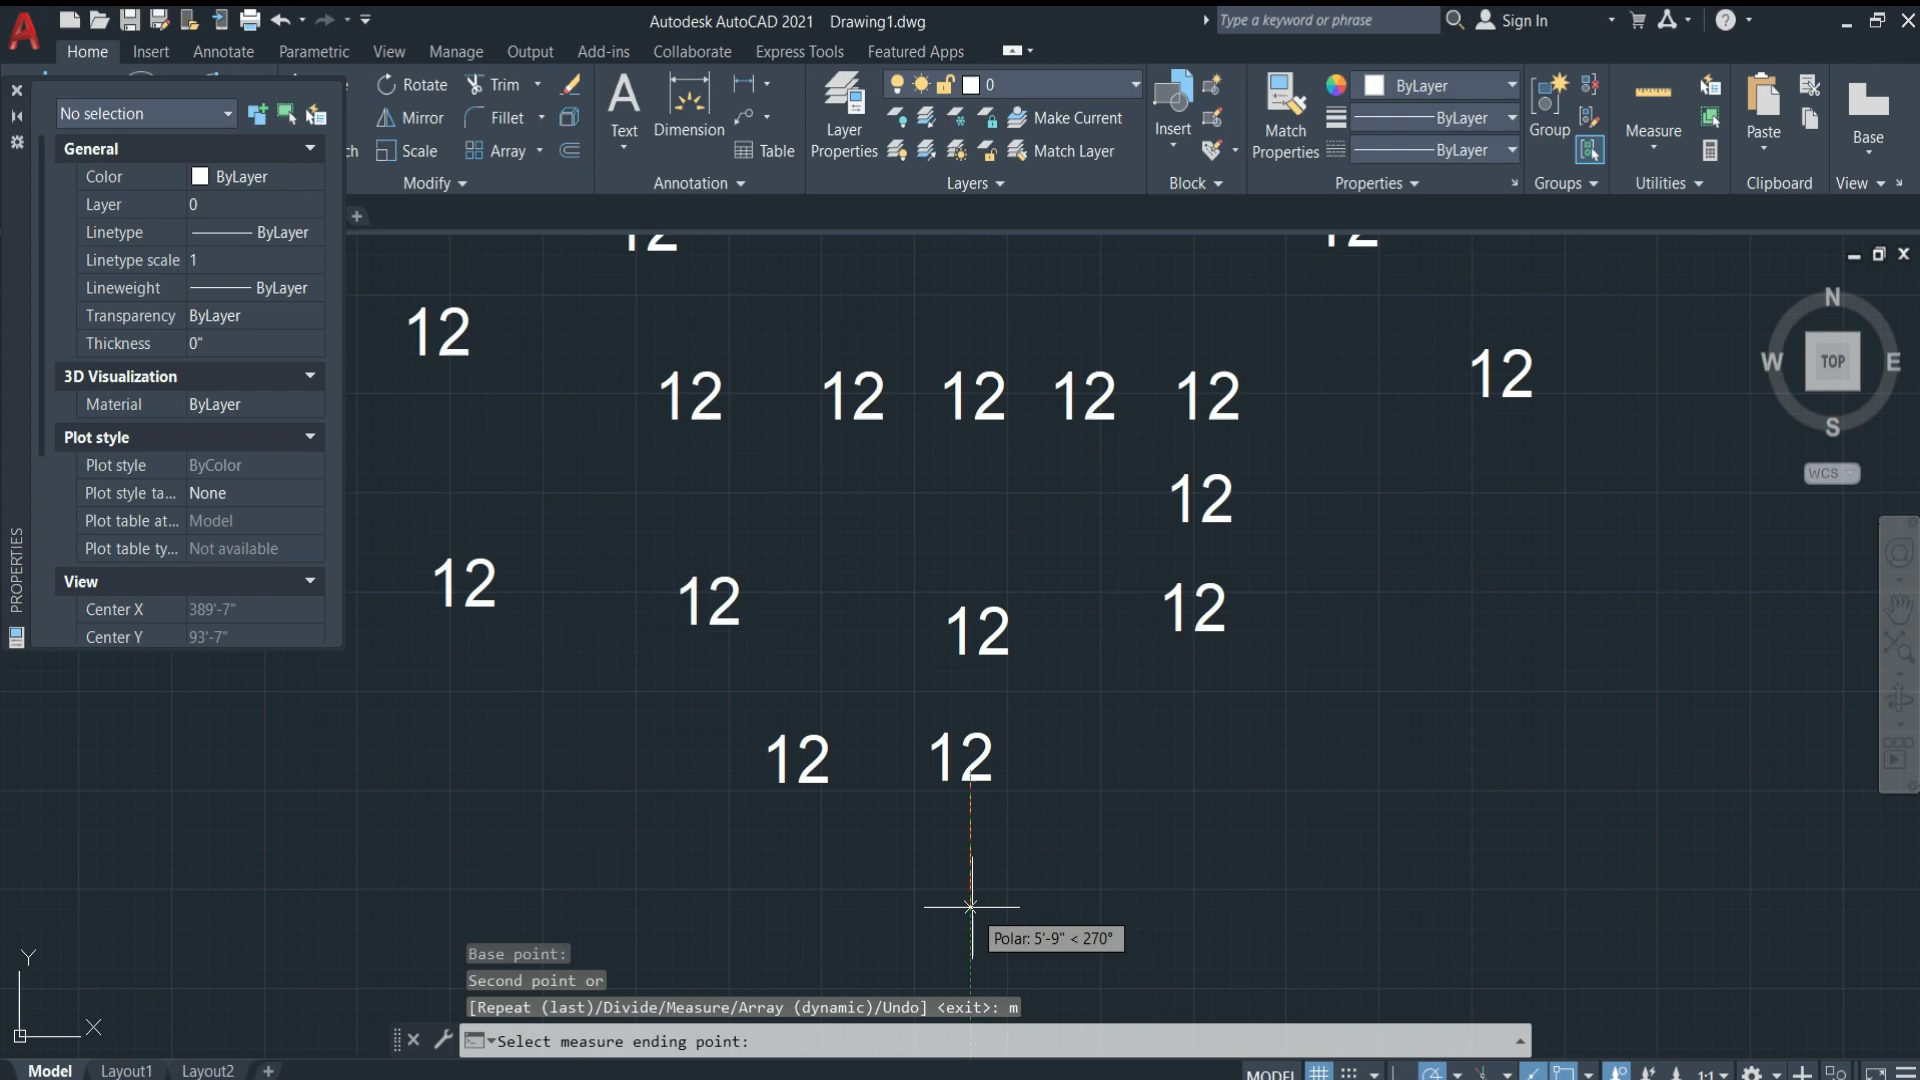 Autodesk AutoCAD 2021 Drawing1.dwg
Type a keyword or phrase
Sign In
Home Insert Annotate Parametric View Manage Output Add-ins Collaborate Express Tools Featured Apps
No selection
General
Color ByLayer
Layer 0
Linetype ByLayer
Linetype scale 1
Lineweight ByLayer
Transparency ByLayer
Thickness 0"
3D Visualization
Material ByLayer
Plot style
Plot style ByColor
Plot style ta... None
Plot table at... Model
Plot table ty... Not available
View
Center X 389'-7"
Center Y 93'-7"
PROPERTIES
Rotate Trim
Mirror Fillet
ch Scale Array
Modify
Text
Dimension
Table
Annotation
Layer
Properties
0
Make Current
Match Layer
Layers
Insert
Block
Match
Properties
ByLayer
ByLayer
ByLayer
Properties
Group
Groups
Measure
Utilities
Paste
Clipboard
Base
View
12 12
12
12 12 12 12 12 12
12
12 12 12 12
12 12
N
W TOP E
S
WCS
Polar: 5'-9" < 270°
Base point:
Second point or
[Repeat (last)/Divide/Measure/Array (dynamic)/Undo] <exit>: m
Select measure ending point:
Y
X
Model Layout1 Layout2
MODEL 1:1